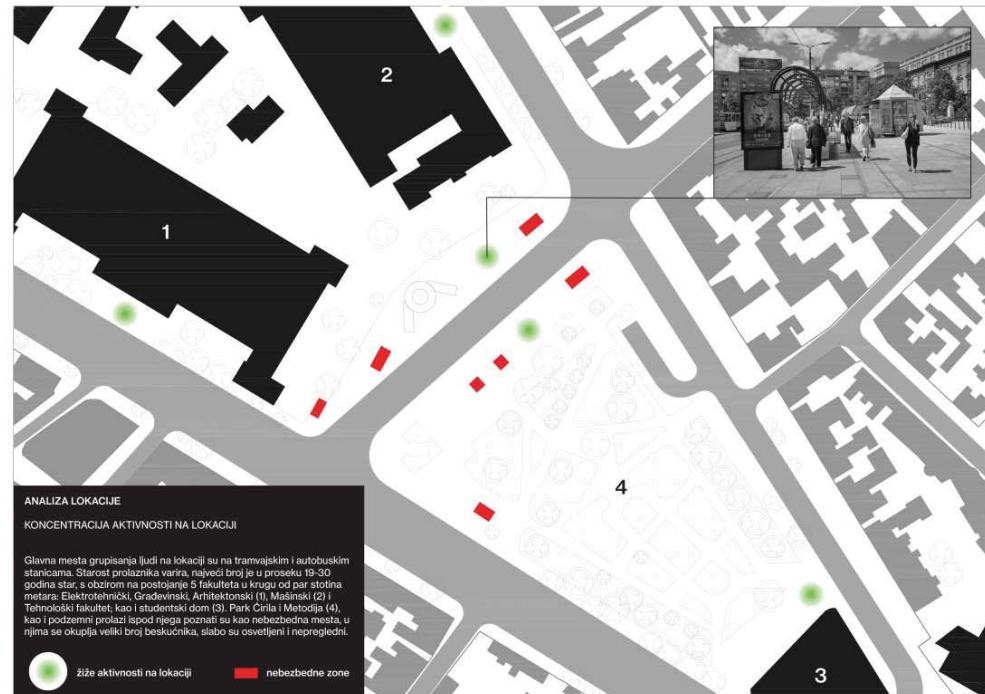 2
1
4
3
ANALIZA LOKACIJE
KONCENTRACIJA AKTIVNOSTI NA LOKACIJI
Glavna mesta grupisanja ljudi na lokaciji su na tramvajskim i autobuskim
stanicama. Starost prolaznika varira, najveći broj je u proseku 19-30
godina star, s obzirom na postojanje 5 fakulteta u krugu od par stotina
metara: Elektrotehnički, Građevinski, Arhitektonski (1), Mašinski (2) i
Tehnološki fakultet; kao i studentski dom (3). Park Ćirila i Metodija (4),
kao i podzemni prolazi ispod njega poznati su kao nebezbedna mesta, u
njima se okuplja veliki broj beskućnika, slabo su osvetljeni i nepregledni.
žiže aktivnosti na lokaciji
nebezbedne zone